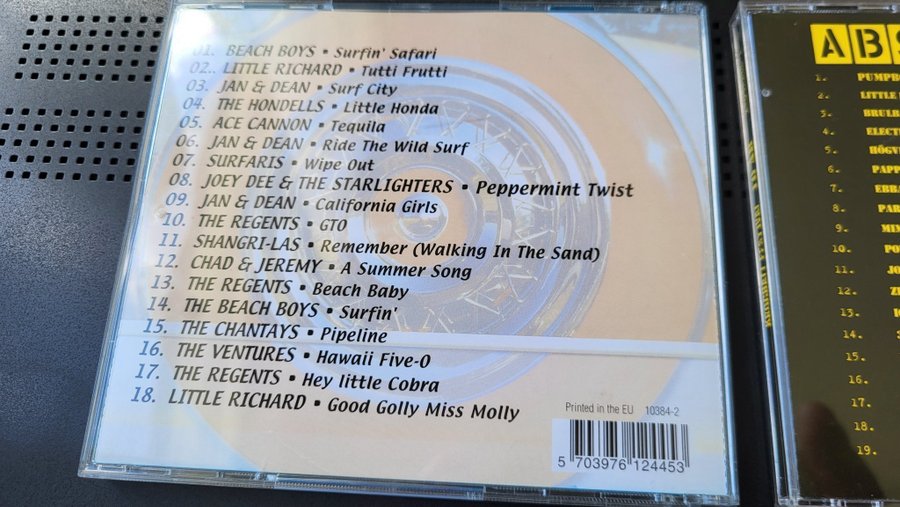 01. BEACH BOYS • Surfin' Safari
02.. LITTLE RICHARD • Tutti Frutti
03. JAN & DEAN • Surf City
04. THE HONDELLS • Little Honda
05. ACE CANNON • Tequila
06. JAN & DEAN • Ride The Wild Surf
07. SURFARIS • Wipe Out
08. JOEY DEE & THE STARLIGHTERS • Peppermint Twist
09. JAN & DEAN • California Girls
10. THE REGENTS • GTO
11. SHANGRI-LAS • Remember (Walking In The Sand)
12. CHAD & JEREMY • A Summer Song
13. THE REGENTS • Beach Baby
14. THE BEACH BOYS • Surfin'
15. THE CHANTAYS • Pipeline
16. THE VENTURES • Hawaii Five-O
17. THE REGENTS • Hey little Cobra
18. LITTLE RICHARD • Good Golly Miss Molly
Printed in the EU 10384-2
5 703976 124453
1.
2. LITTLE
3.
4.
5.
6.
7.
8.
9.
10.
11.
12.
13.
14.
15.
16.
17.
18.
19.